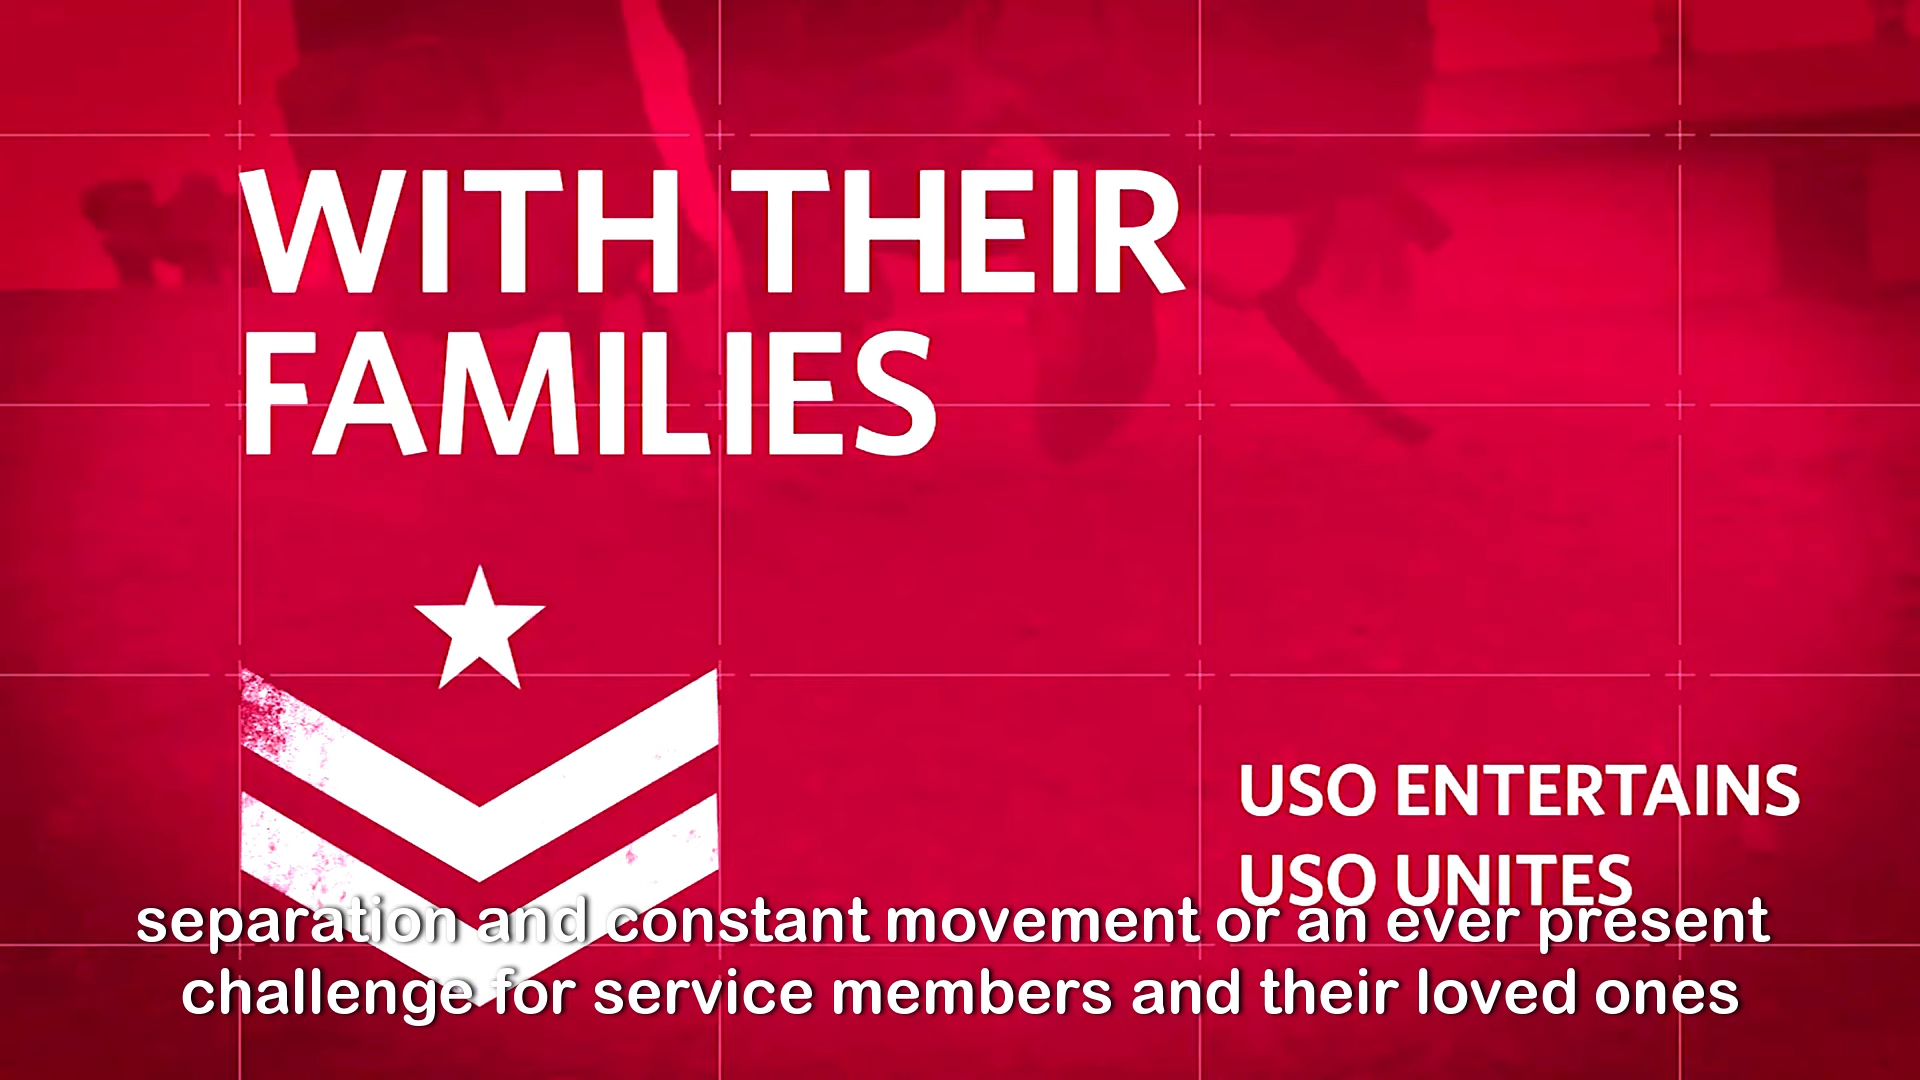 WITH THEIR
FAMILIES
USO ENTERTAINS
USO UNITES
separation and constant movement or an ever present
challenge for service members and their loved ones